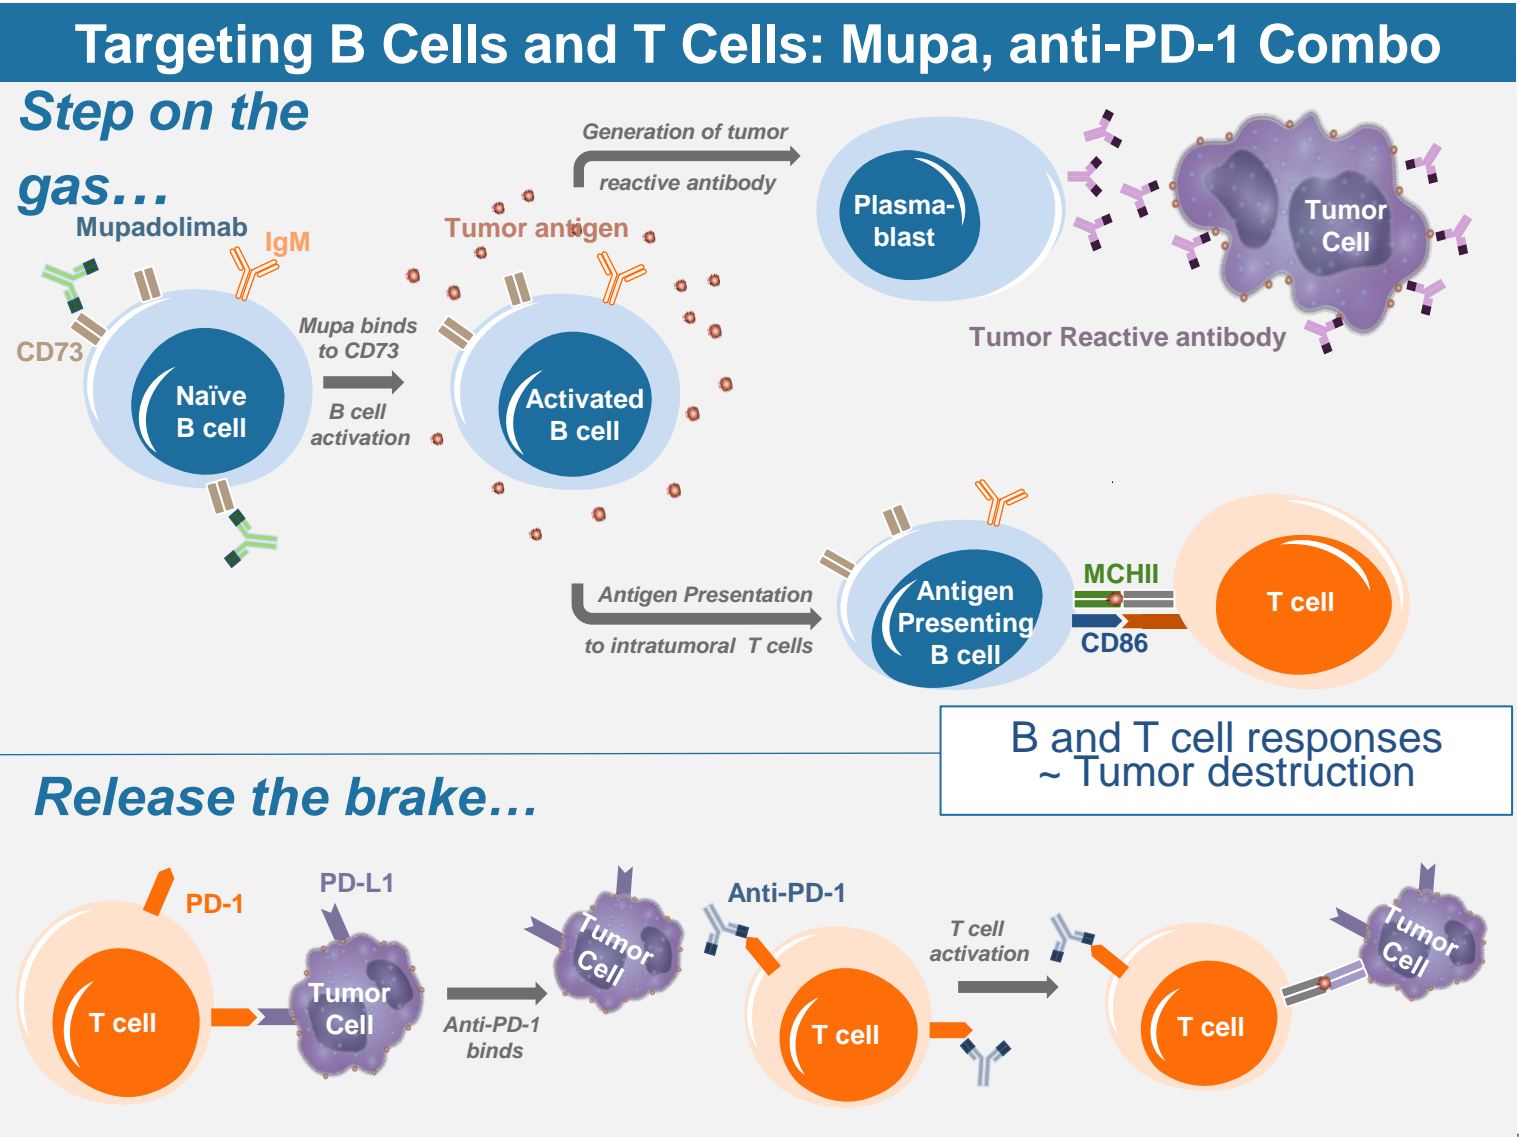 Targeting B Cells and T Cells: Mupa, anti-PD-1 Combo
Step on the
gas…
Mupadolimab
IgM
CD73
Naïve
B cell
Mupa binds
to CD73
B cell
activation
Tumor antigen
Activated
B cell
Generation of tumor
reactive antibody
Plasma-
blast
Tumor
Cell
Tumor Reactive antibody
Antigen Presentation
to intratumoral T cells
Antigen
Presenting
B cell
MCHII
CD86
T cell
B and T cell responses
~ Tumor destruction
Release the brake…
PD-1
PD-L1
T cell
Tumor
Cell
Anti-PD-1
binds
Tumor
Cell
Anti-PD-1
T cell
T cell
activation
T cell
Tumor
Cell